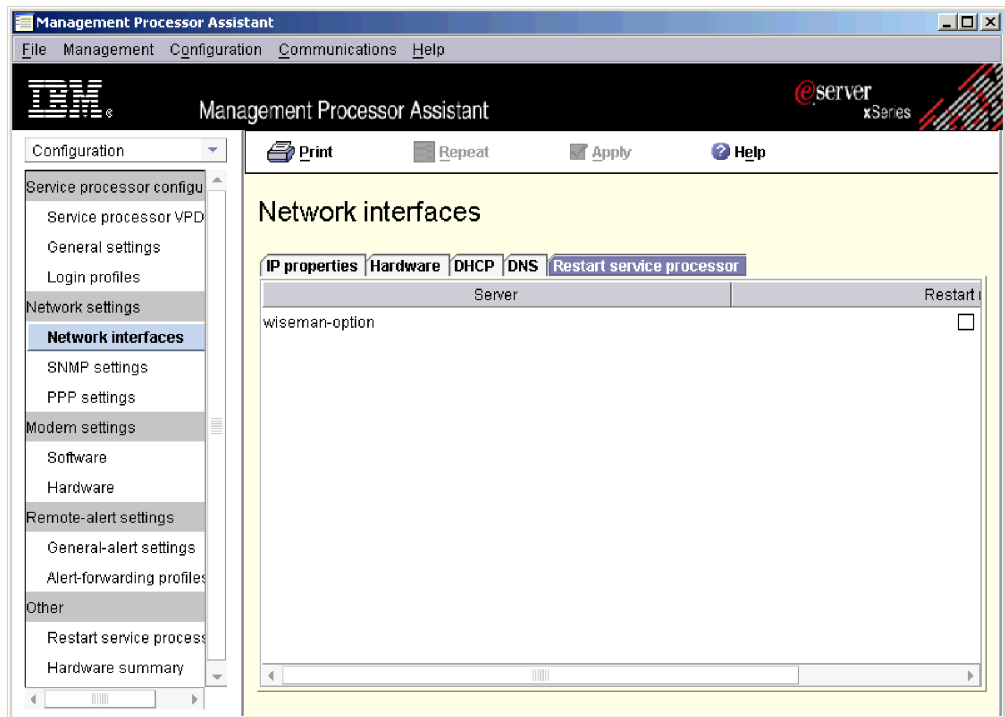 Management Processor Assistant
File Management Configuration Communications Help
IBM®
Management Processor Assistant
@server
xSeries
Configuration
Print Repeat Apply Help
Service processor configu
Service processor VPD
General settings
Login profiles
Network settings
Network interfaces
SNMP settings
PPP settings
Modem settings
Software
Hardware
Remote-alert settings
General-alert settings
Alert-forwarding profiles
Other
Restart service process
Hardware summary
Network interfaces
IP properties Hardware DHCP DNS Restart service processor
Server Restart
wiseman-option